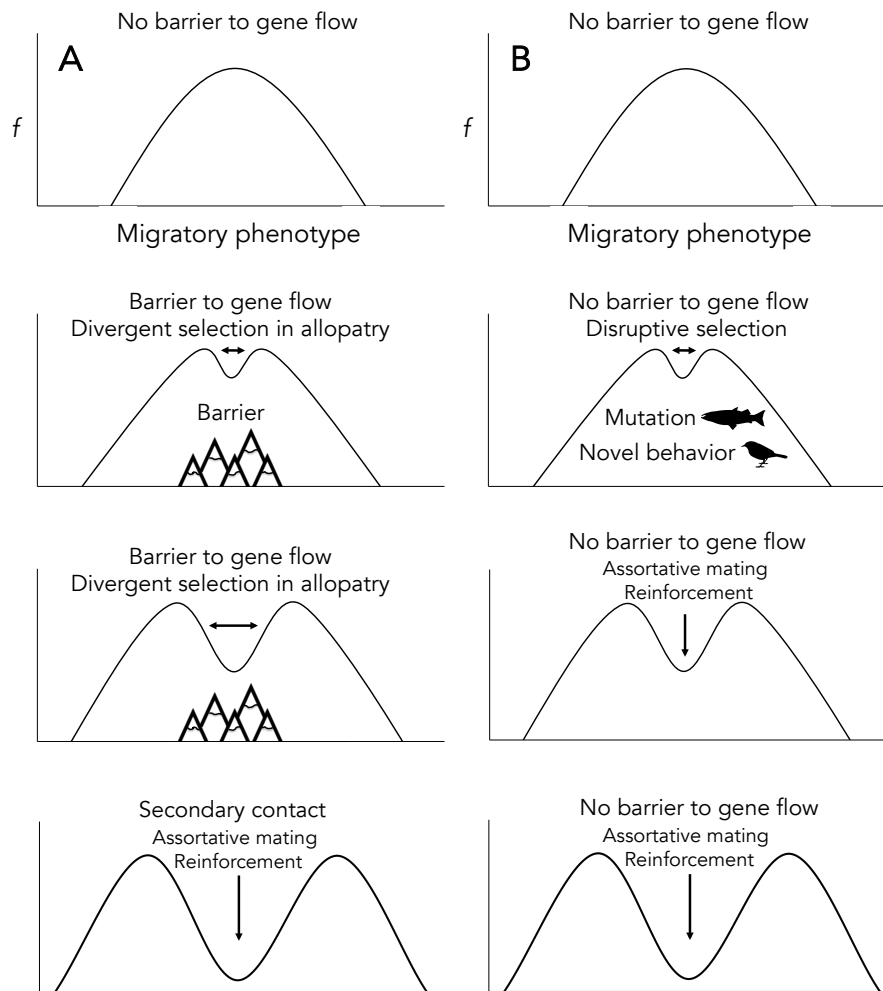 No barrier to gene flow
A
f
Migratory phenotype
Barrier to gene flow
Divergent selection in allopatry
Barrier
Barrier to gene flow
Divergent selection in allopatry
Secondary contact
Assortative mating
Reinforcement
No barrier to gene flow
B
f
Migratory phenotype
No barrier to gene flow
Disruptive selection
Mutation
Novel behavior
No barrier to gene flow
Assortative mating
Reinforcement
No barrier to gene flow
Assortative mating
Reinforcement